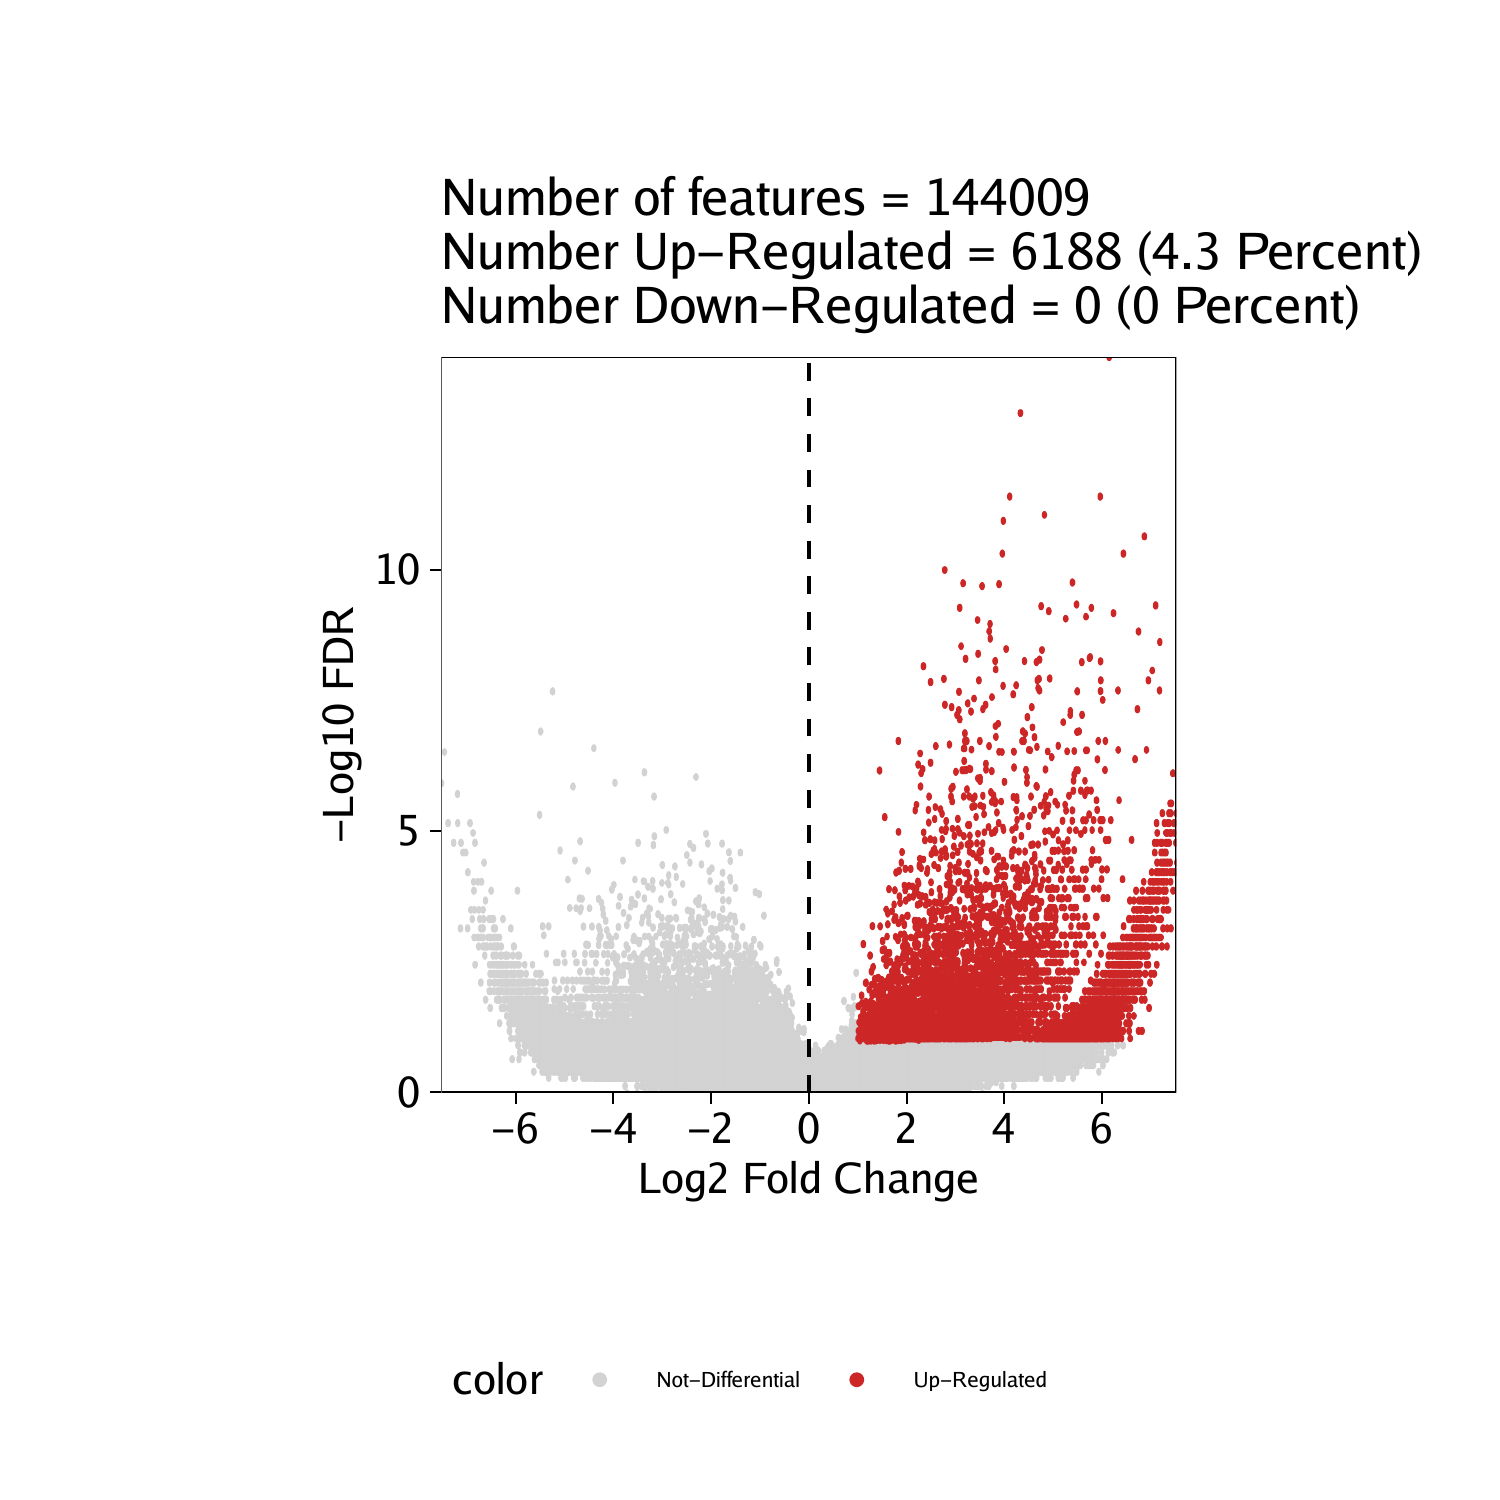 Number of features = 144009
Number Up−Regulated = 6188 (4.3 Percent)
Number Down−Regulated = 0 (0 Percent)
−Log10 FDR
10
5
0
−6 −4 −2 0 2 4 6
Log2 Fold Change
color Not−Differential Up−Regulated